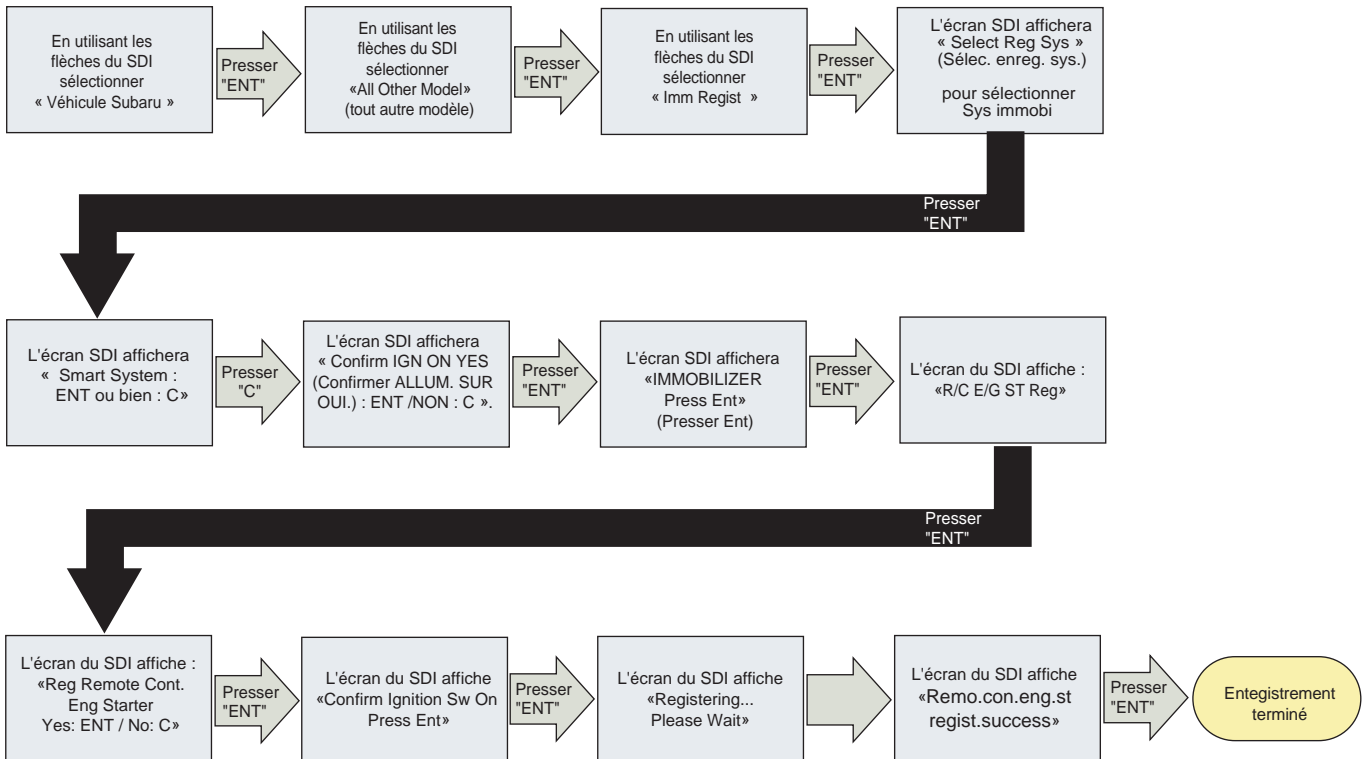 En utilisant les
flèches du SDI
sélectionner
« Véhicule Subaru »
Presser
"ENT"
En utilisant les
flèches du SDI
sélectionner
«All Other Model»
(tout autre modèle)
Presser
"ENT"
En utilisant les
flèches du SDI
sélectionner
« Imm Regist »
Presser
"ENT"
L'écran SDI affichera
« Select Reg Sys »
(Sélec. enreg. sys.)
pour sélectionner
Sys immobi
Presser
"ENT"
L'écran SDI affichera
« Smart System :
ENT ou bien : C»
Presser
"C"
L'écran SDI affichera
« Confirm IGN ON YES
(Confirmer ALLUM. SUR
OUI.) : ENT /NON : C ».
Presser
"ENT"
L'écran SDI affichera
«IMMOBILIZER
Press Ent»
(Presser Ent)
Presser
"ENT"
L'écran du SDI affiche :
«R/C E/G ST Reg»
Presser
"ENT"
L'écran du SDI affiche :
«Reg Remote Cont.
Eng Starter
Yes: ENT / No: C»
Presser
"ENT"
L'écran du SDI affiche
«Confirm Ignition Sw On
Press Ent»
Presser
"ENT"
L'écran du SDI affiche
«Registering...
Please Wait»
L'écran du SDI affiche
«Remo.con.eng.st
regist.success»
Presser
"ENT"
Entegistrement
terminé